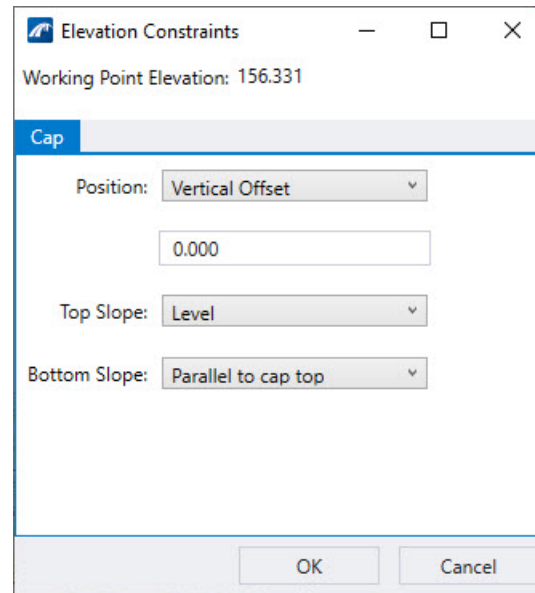 Elevation Constraints
Working Point Elevation: 156.331
Cap
Position: Vertical Offset
0.000
Top Slope: Level
Bottom Slope: Parallel to cap top
OK Cancel